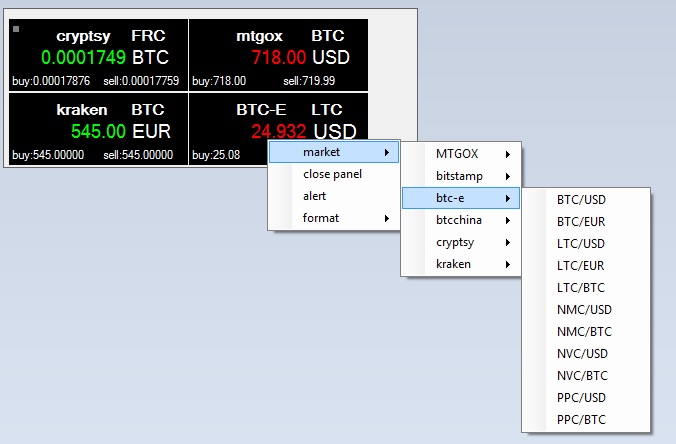 cryptsy FRC
0.0001749 BTC
buy:0.00017876 sell:0.00017759
mtgox BTC
718.00 USD
buy:718.00 sell:719.99
kraken BTC
545.00 EUR
buy:545.00000 sell:545.00000
BTC-E LTC
24.932 USD
buy:25.08
market
close panel
alert
format
MTGOX
bitstamp
btc-e
btcchina
cryptsy
kraken
BTC/USD
BTC/EUR
LTC/USD
LTC/EUR
LTC/BTC
NMC/USD
NMC/BTC
NVC/USD
NVC/BTC
PPC/USD
PPC/BTC